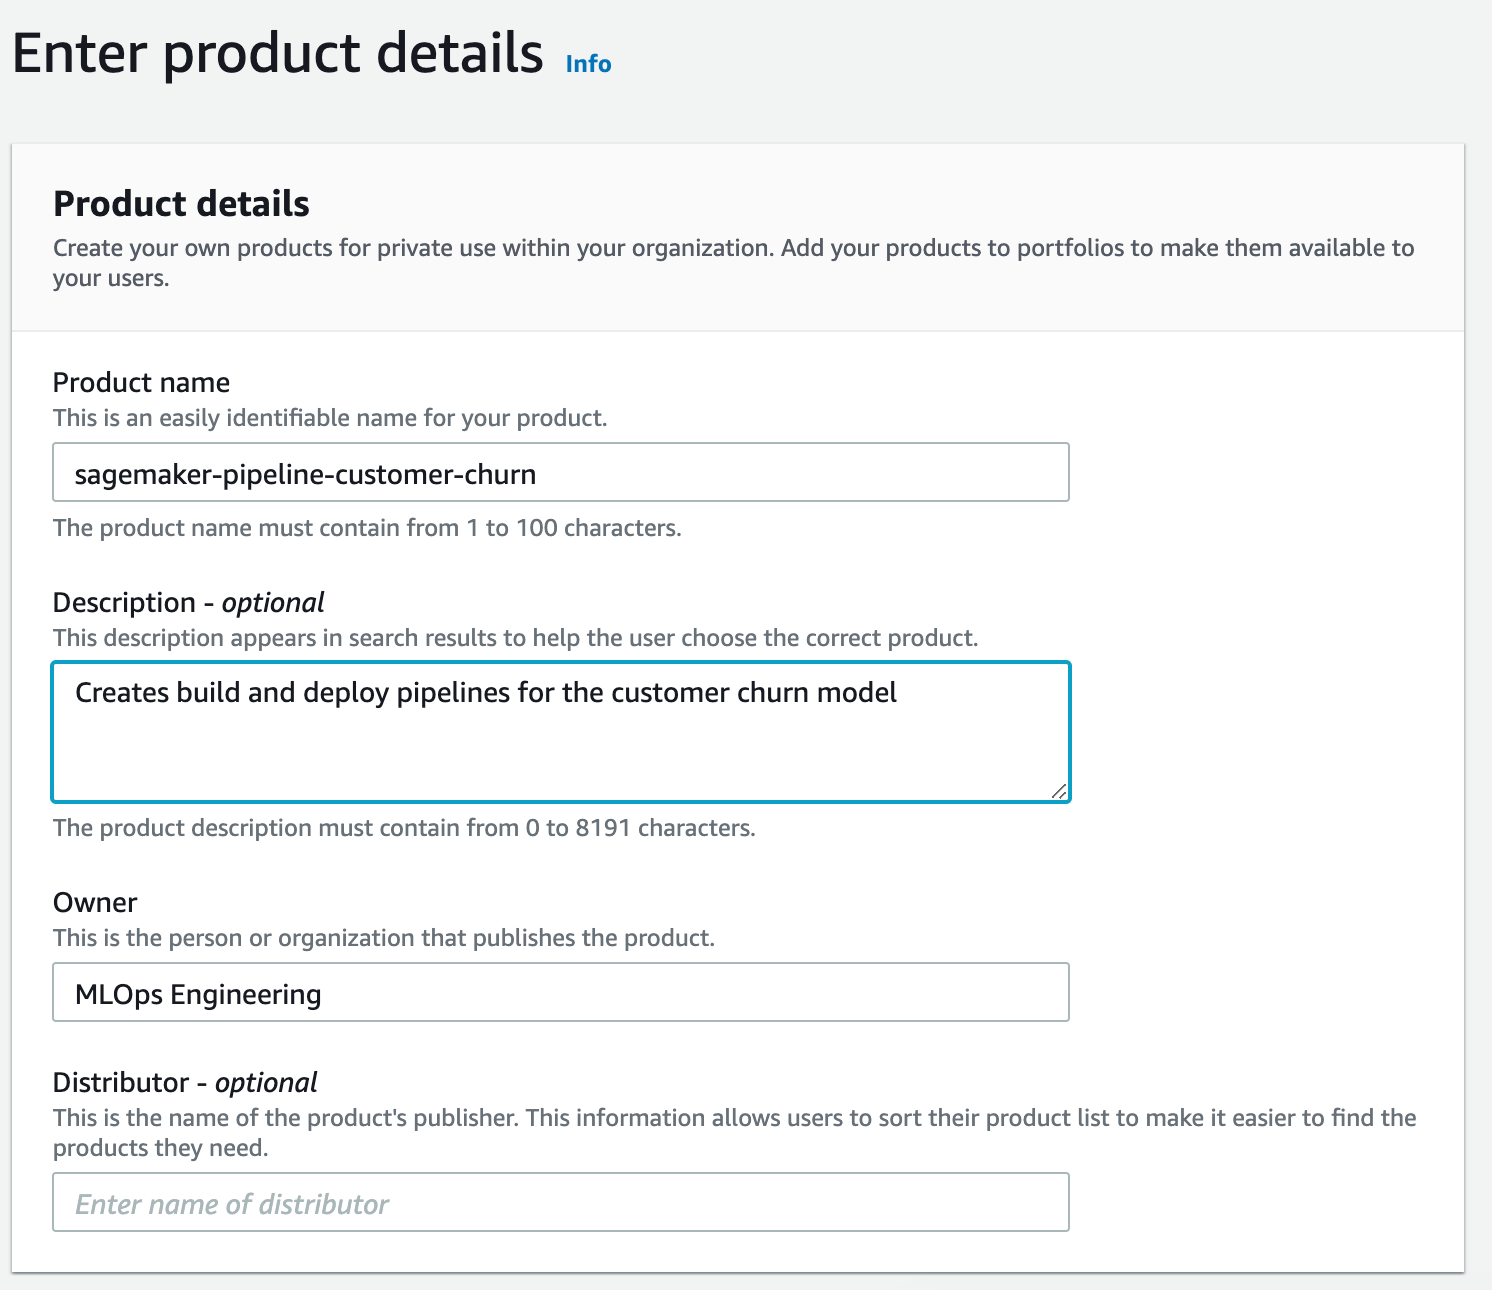 Enter product details Info
Product details
Create your own products for private use within your organization. Add your products to portfolios to make them available to
your users.
Product name
This is an easily identifiable name for your product.
sagemaker-pipeline-customer-churn
The product name must contain from 1 to 100 characters.
Description - optional
This description appears in search results to help the user choose the correct product.
Creates build and deploy pipelines for the customer churn model
The product description must contain from 0 to 8191 characters.
Owner
This is the person or organization that publishes the product.
MLOps Engineering
Distributor - optional
This is the name of the product's publisher. This information allows users to sort their product list to make it easier to find the
products they need.
Enter name of distributor